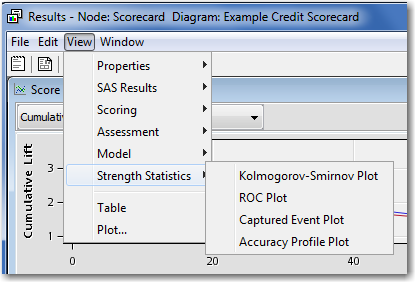 Results - Node: Scorecard  Diagram: Example Credit Scorecard
File Edit View Window
Score
Cumulativ
Properties
SAS Results
Scoring
Assessment
Model
Strength Statistics
Table
Plot...
Kolmogorov-Smirnov Plot
ROC Plot
Captured Event Plot
Accuracy Profile Plot
Cumulative Lift
3
2
1
0
20
40